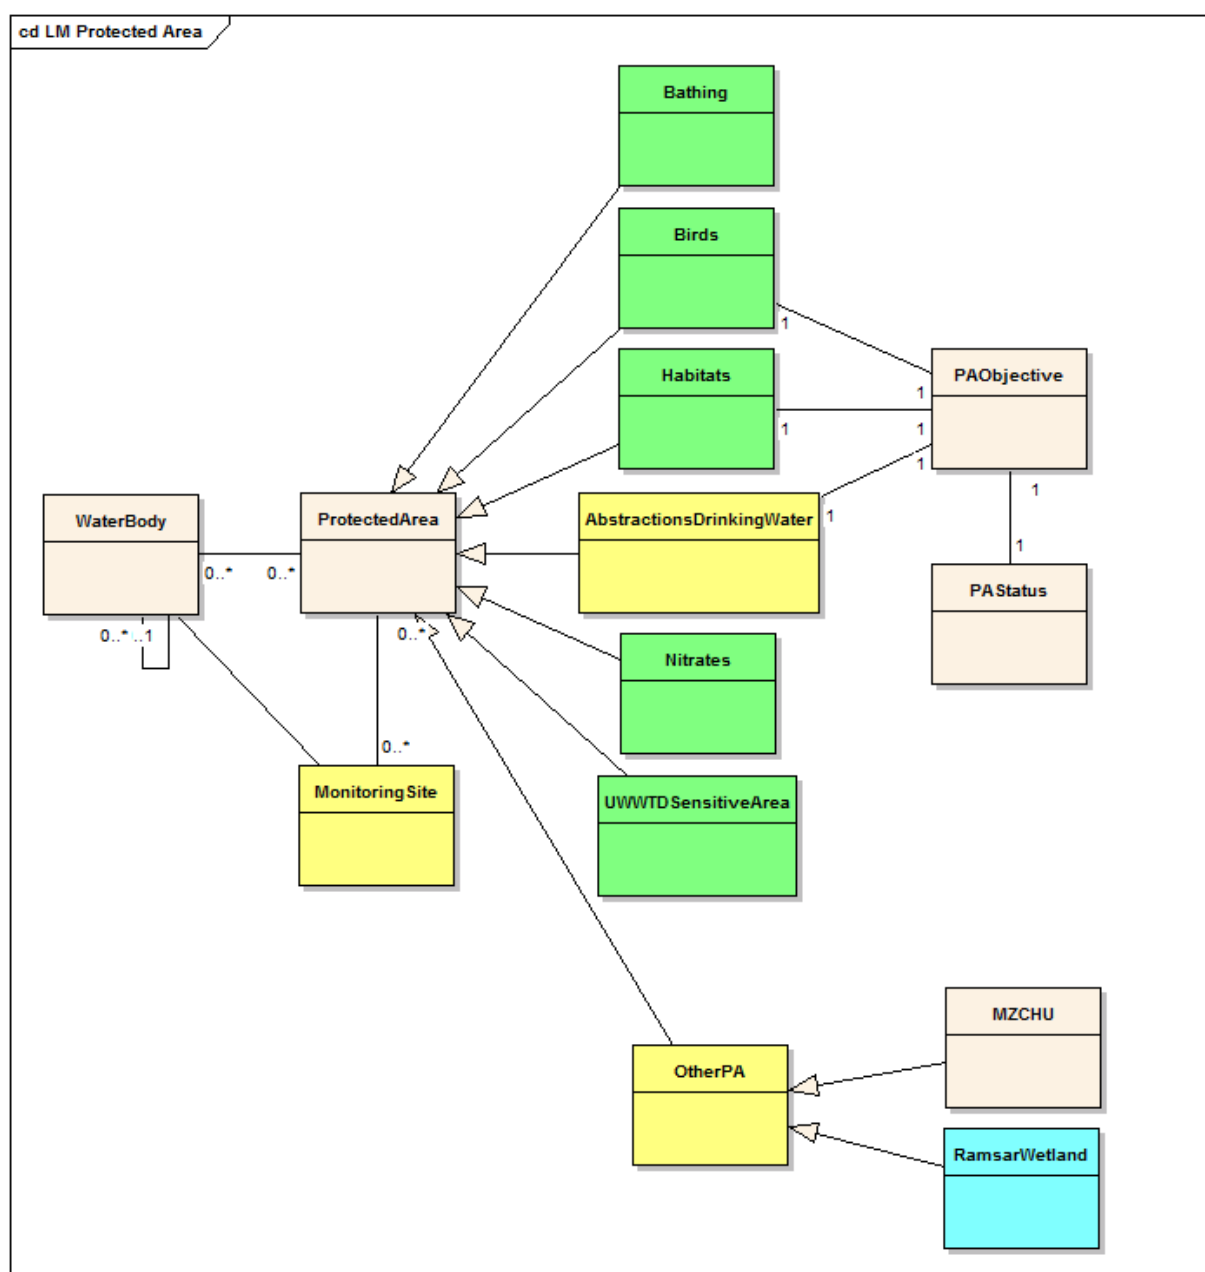 cd LM Protected Area
Bathing
Birds
1
Habitats
PAObjective
1
1
1
1
AbstractionsDrinkingWater
1
WaterBody
ProtectedArea
0..*
0..*
1
1
PAStatus
0..*
..1
0..*
Nitrates
0..*
MonitoringSite
UWWTDSensitiveArea
MZCHU
OtherPA
RamsarWetland